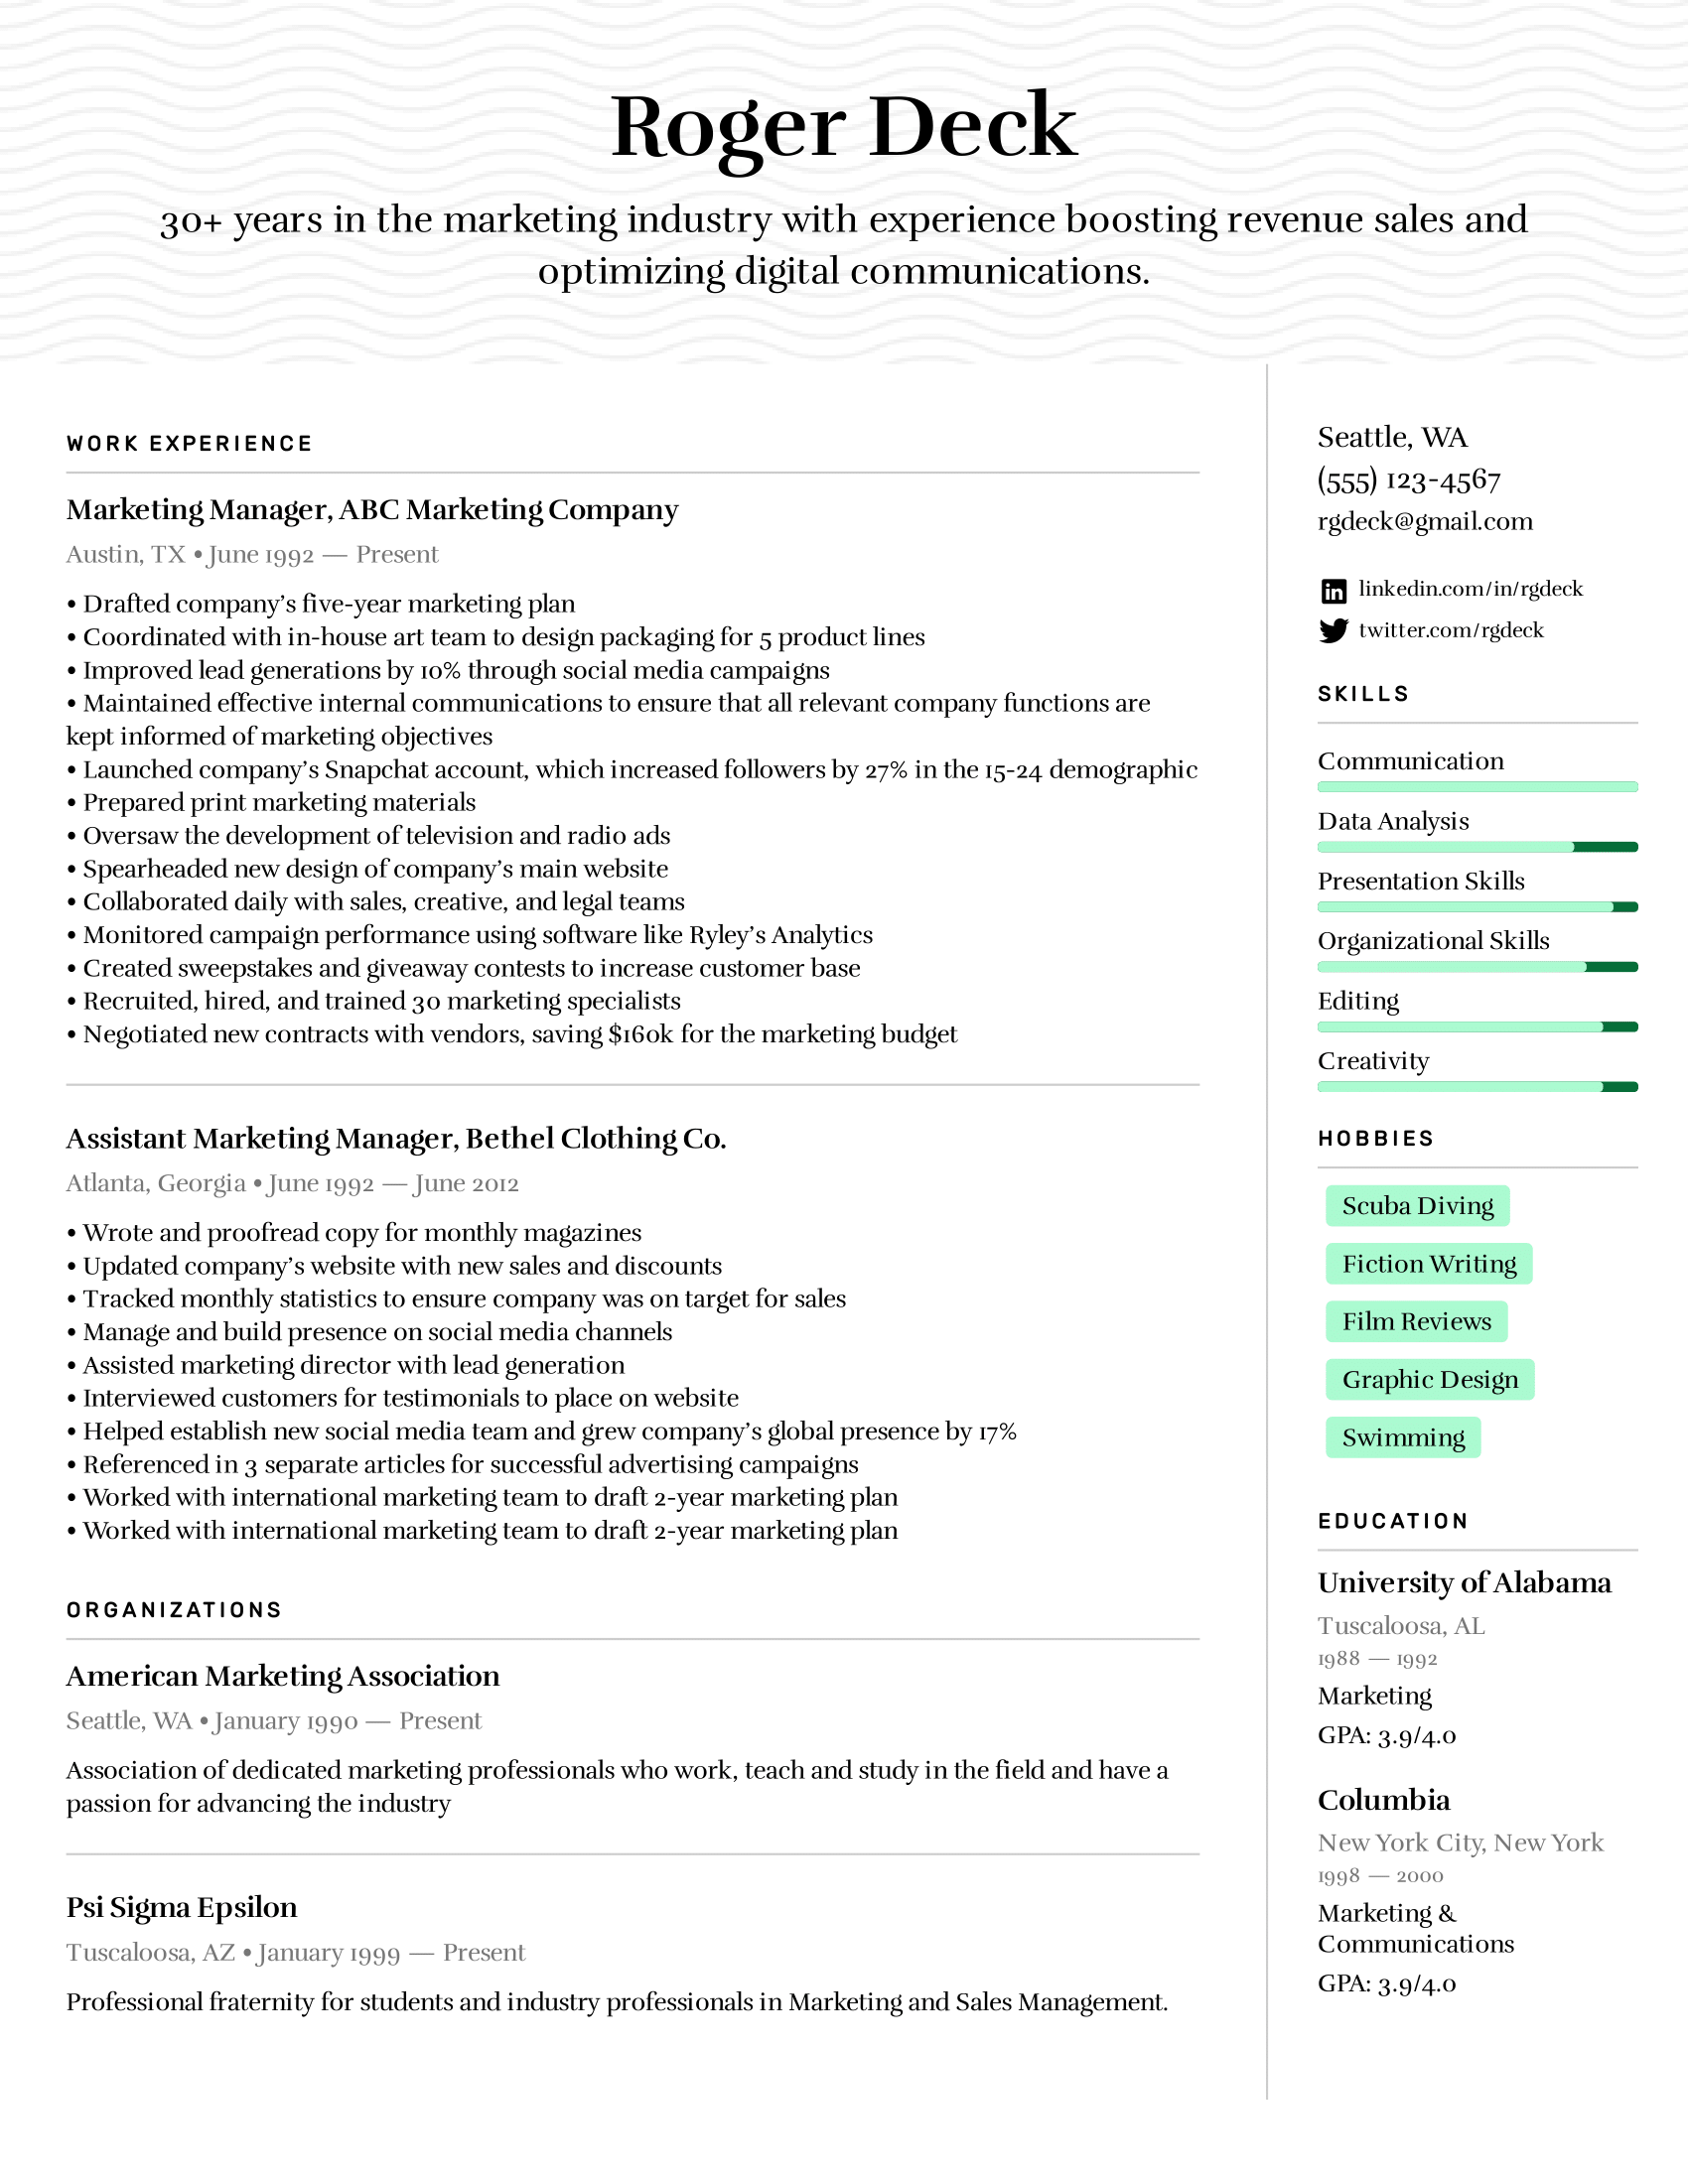 Roger Deck
30+ years in the marketing industry with experience boosting revenue sales and
optimizing digital communications.
WORK EXPERIENCE
Marketing Manager, ABC Marketing Company
Austin, TX • June 1992 — Present
• Drafted company’s five-year marketing plan
• Coordinated with in-house art team to design packaging for 5 product lines
• Improved lead generations by 10% through social media campaigns
• Maintained effective internal communications to ensure that all relevant company functions are
kept informed of marketing objectives
• Launched company’s Snapchat account, which increased followers by 27% in the 15-24 demographic
• Prepared print marketing materials
• Oversaw the development of television and radio ads
• Spearheaded new design of company’s main website
• Collaborated daily with sales, creative, and legal teams
• Monitored campaign performance using software like Ryley’s Analytics
• Created sweepstakes and giveaway contests to increase customer base
• Recruited, hired, and trained 30 marketing specialists
• Negotiated new contracts with vendors, saving $160k for the marketing budget
Assistant Marketing Manager, Bethel Clothing Co.
Atlanta, Georgia • June 1992 — June 2012
• Wrote and proofread copy for monthly magazines
• Updated company’s website with new sales and discounts
• Tracked monthly statistics to ensure company was on target for sales
• Manage and build presence on social media channels
• Assisted marketing director with lead generation
• Interviewed customers for testimonials to place on website
• Helped establish new social media team and grew company’s global presence by 17%
• Referenced in 3 separate articles for successful advertising campaigns
• Worked with international marketing team to draft 2-year marketing plan
• Worked with international marketing team to draft 2-year marketing plan
ORGANIZATIONS
American Marketing Association
Seattle, WA • January 1990 — Present
Association of dedicated marketing professionals who work, teach and study in the field and have a
passion for advancing the industry
Psi Sigma Epsilon
Tuscaloosa, AZ • January 1999 — Present
Professional fraternity for students and industry professionals in Marketing and Sales Management.
Seattle, WA
(555) 123-4567
rgdeck@gmail.com
linkedin.com/in/rgdeck
twitter.com/rgdeck
SKILLS
Communication
Data Analysis
Presentation Skills
Organizational Skills
Editing
Creativity
HOBBIES
Scuba Diving
Fiction Writing
Film Reviews
Graphic Design
Swimming
EDUCATION
University of Alabama
Tuscaloosa, AL
1988 — 1992
Marketing
GPA: 3.9/4.0
Columbia
New York City, New York
1998 — 2000
Marketing &
Communications
GPA: 3.9/4.0